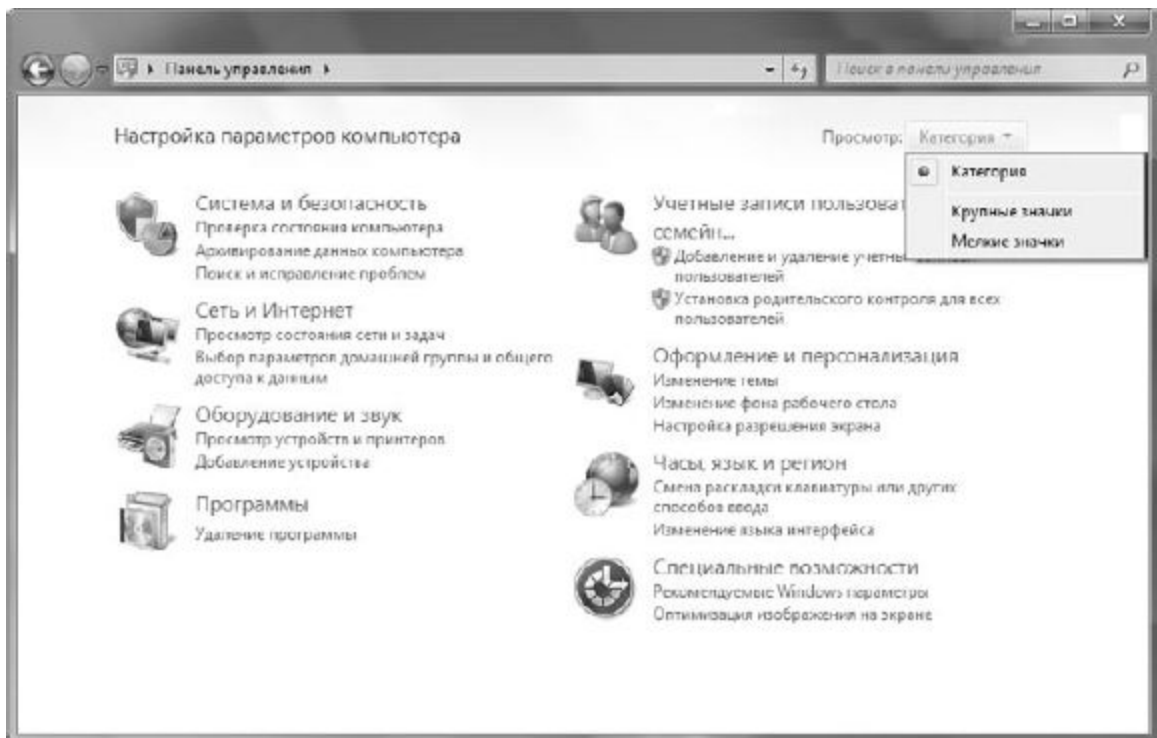 Панель управления
Поиск в панели управления
Настройка параметров компьютера
Просмотр: Категория
Категория
Крупные значки
Мелкие значки
Система и безопасность
Проверка состояния компьютера
Архивирование данных компьютера
Поиск и исправление проблем
Сеть и Интернет
Просмотр состояния сети и задач
Выбор параметров домашней группы и общего
доступа к данным
Оборудование и звук
Просмотр устройств и принтеров
Добавление устройства
Программы
Удаление программы
Учетные записи пользоват
семейн...
Добавление и удаление учетны
пользователей
Установка родительского контроля для всех
пользователей
Оформление и персонализация
Изменение темы
Изменение фона рабочего стола
Настройка разрешения экрана
Часы, язык и регион
Смена раскладки клавиатуры или других
способов ввода
Изменение языка интерфейса
Специальные возможности
Рекомендуемые Windows параметры
Оптимизация изображения на экране